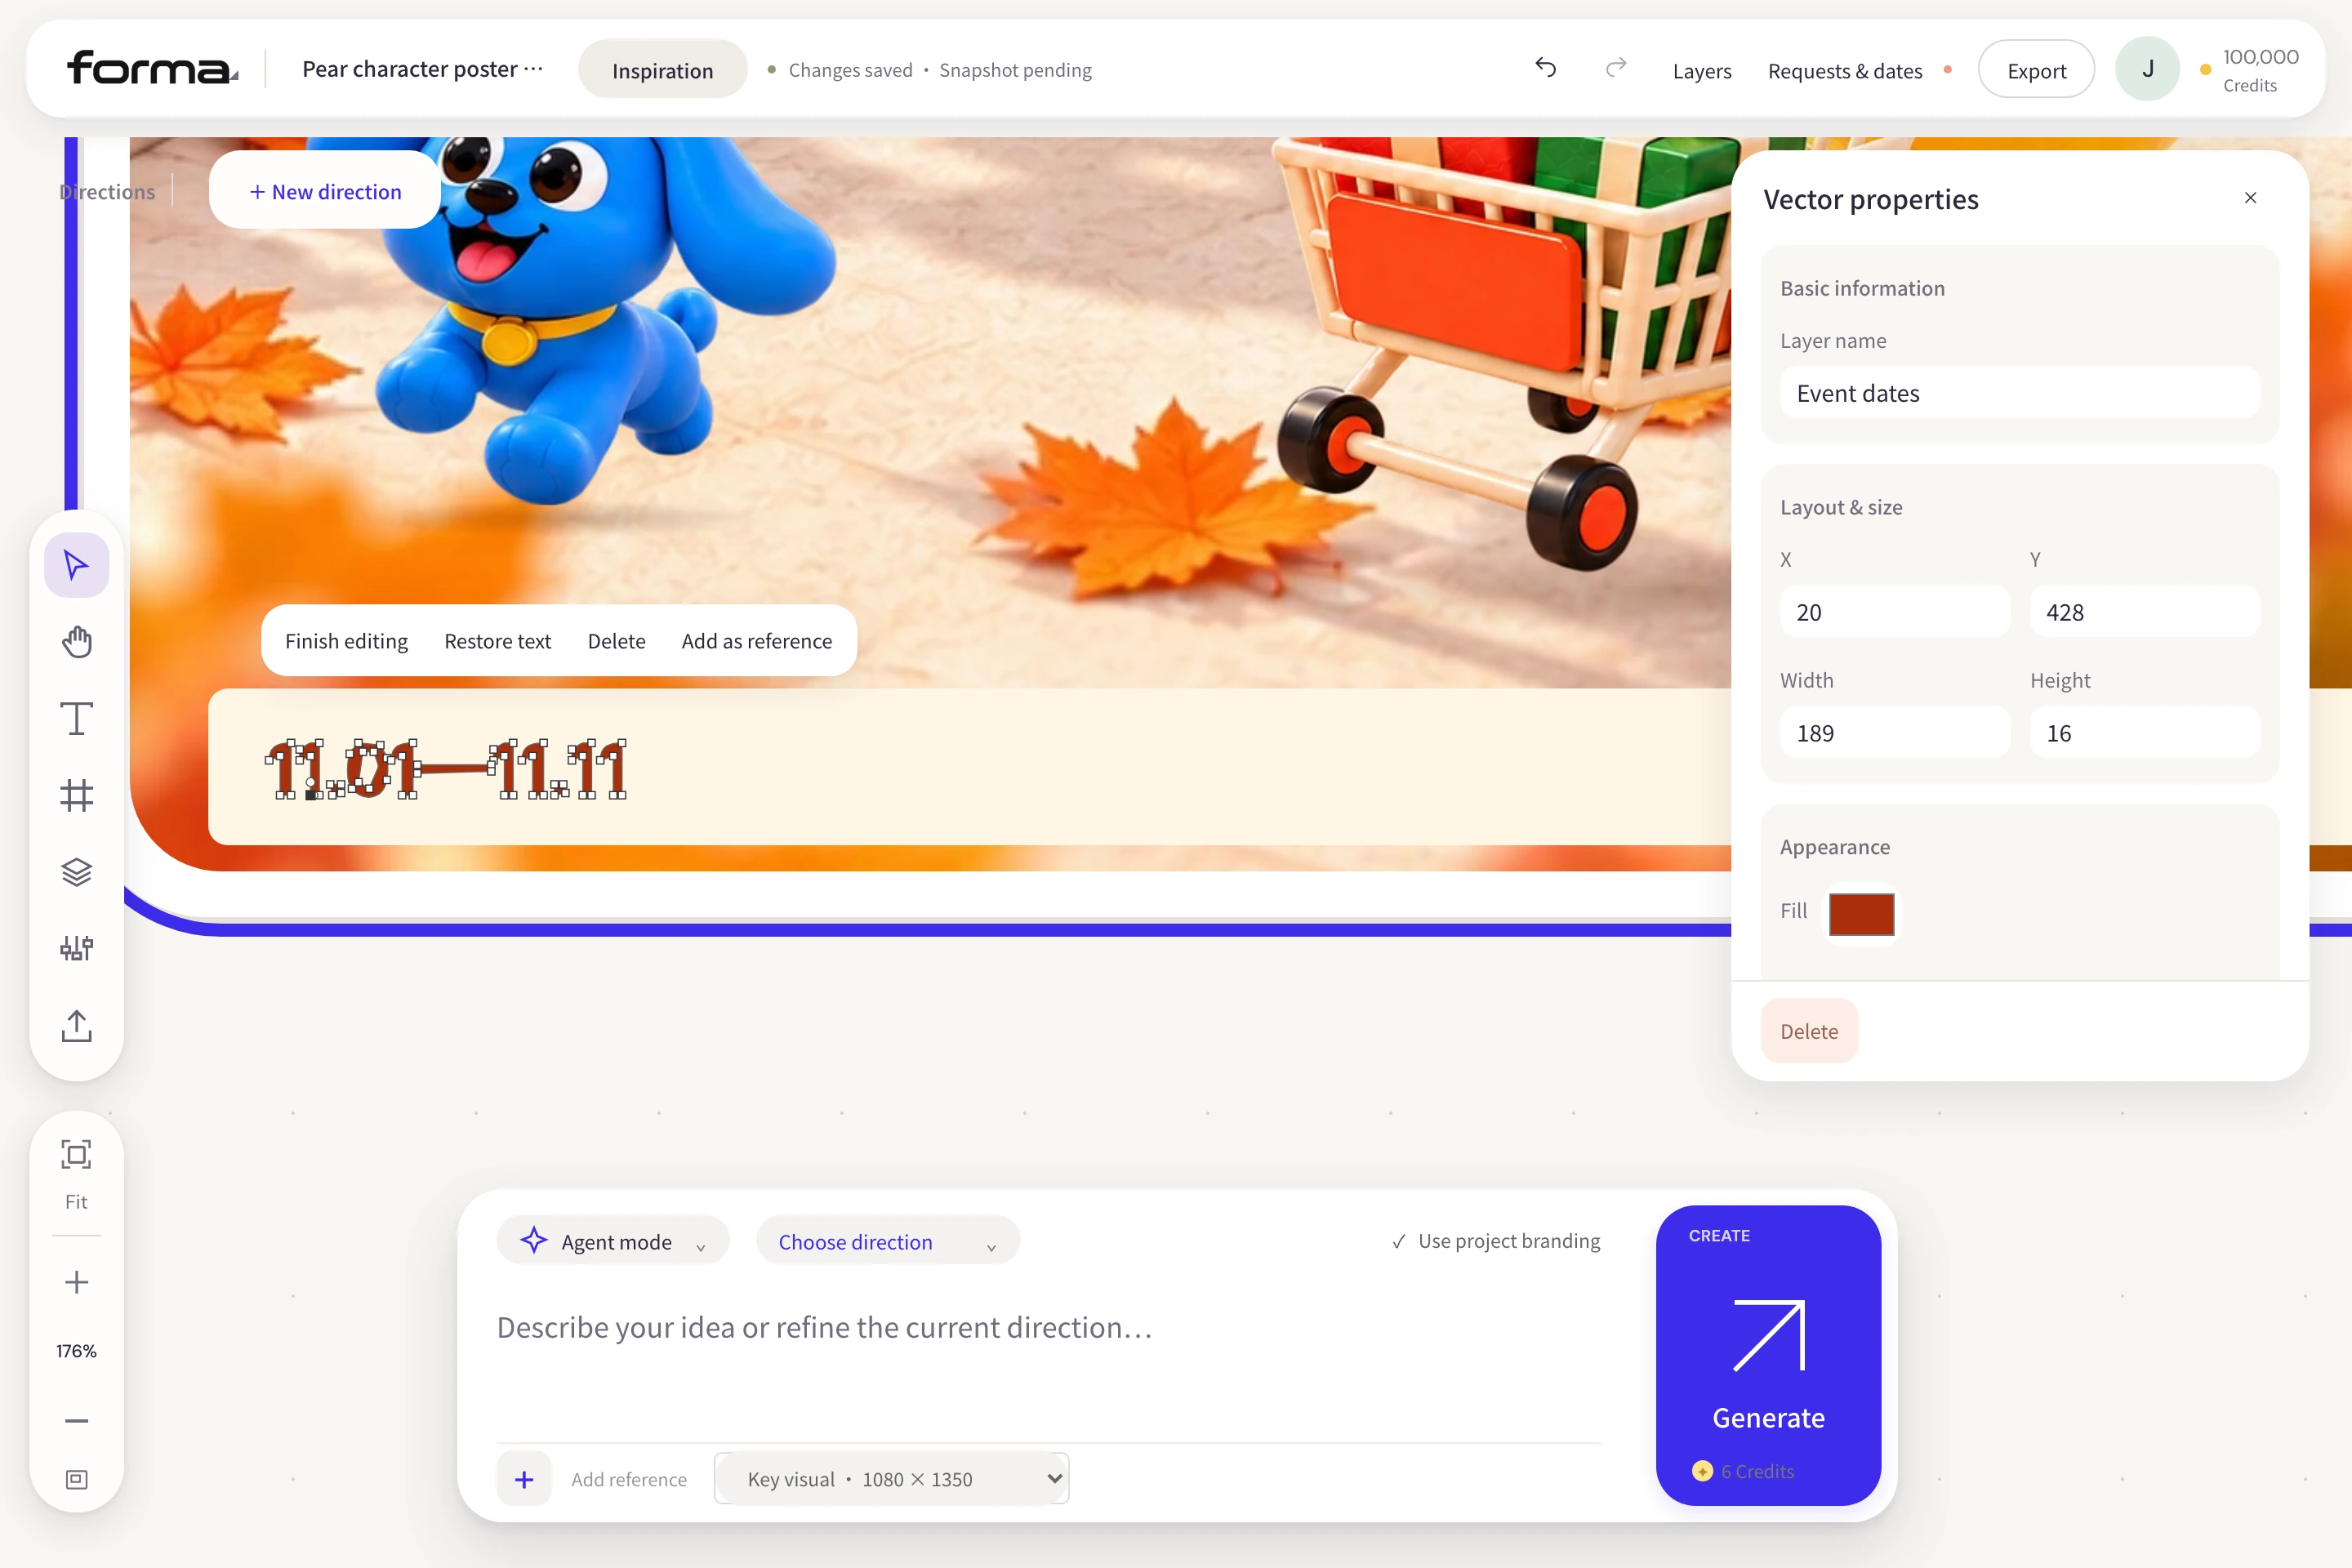 forma
Pear character poster ···
Inspiration
Changes saved • Snapshot pending
Layers
Requests & dates
Export
J
100,000
Credits
Directions
+ New direction
Vector properties
Basic information
Layer name
Event dates
Layout & size
X
Y
20
428
Width
Height
189
16
Appearance
Fill
Delete
Finish editing
Restore text
Delete
Add as reference
11.01—11.11
Fit
176%
Agent mode
Choose direction
✓ Use project branding
Describe your idea or refine the current direction…
Add reference
Key visual • 1080 × 1350
CREATE
Generate
6 Credits